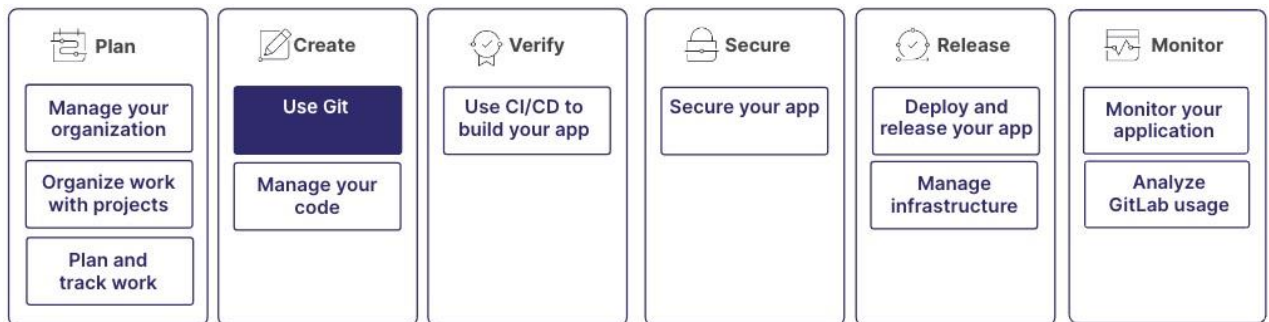 Plan
Manage your
organization
Organize work
with projects
Plan and
track work
Create
Use Git
Manage your
code
Verify
Use CI/CD to
build your app
Secure
Secure your app
Release
Deploy and
release your app
Manage
infrastructure
Monitor
Monitor your
application
Analyze
GitLab usage